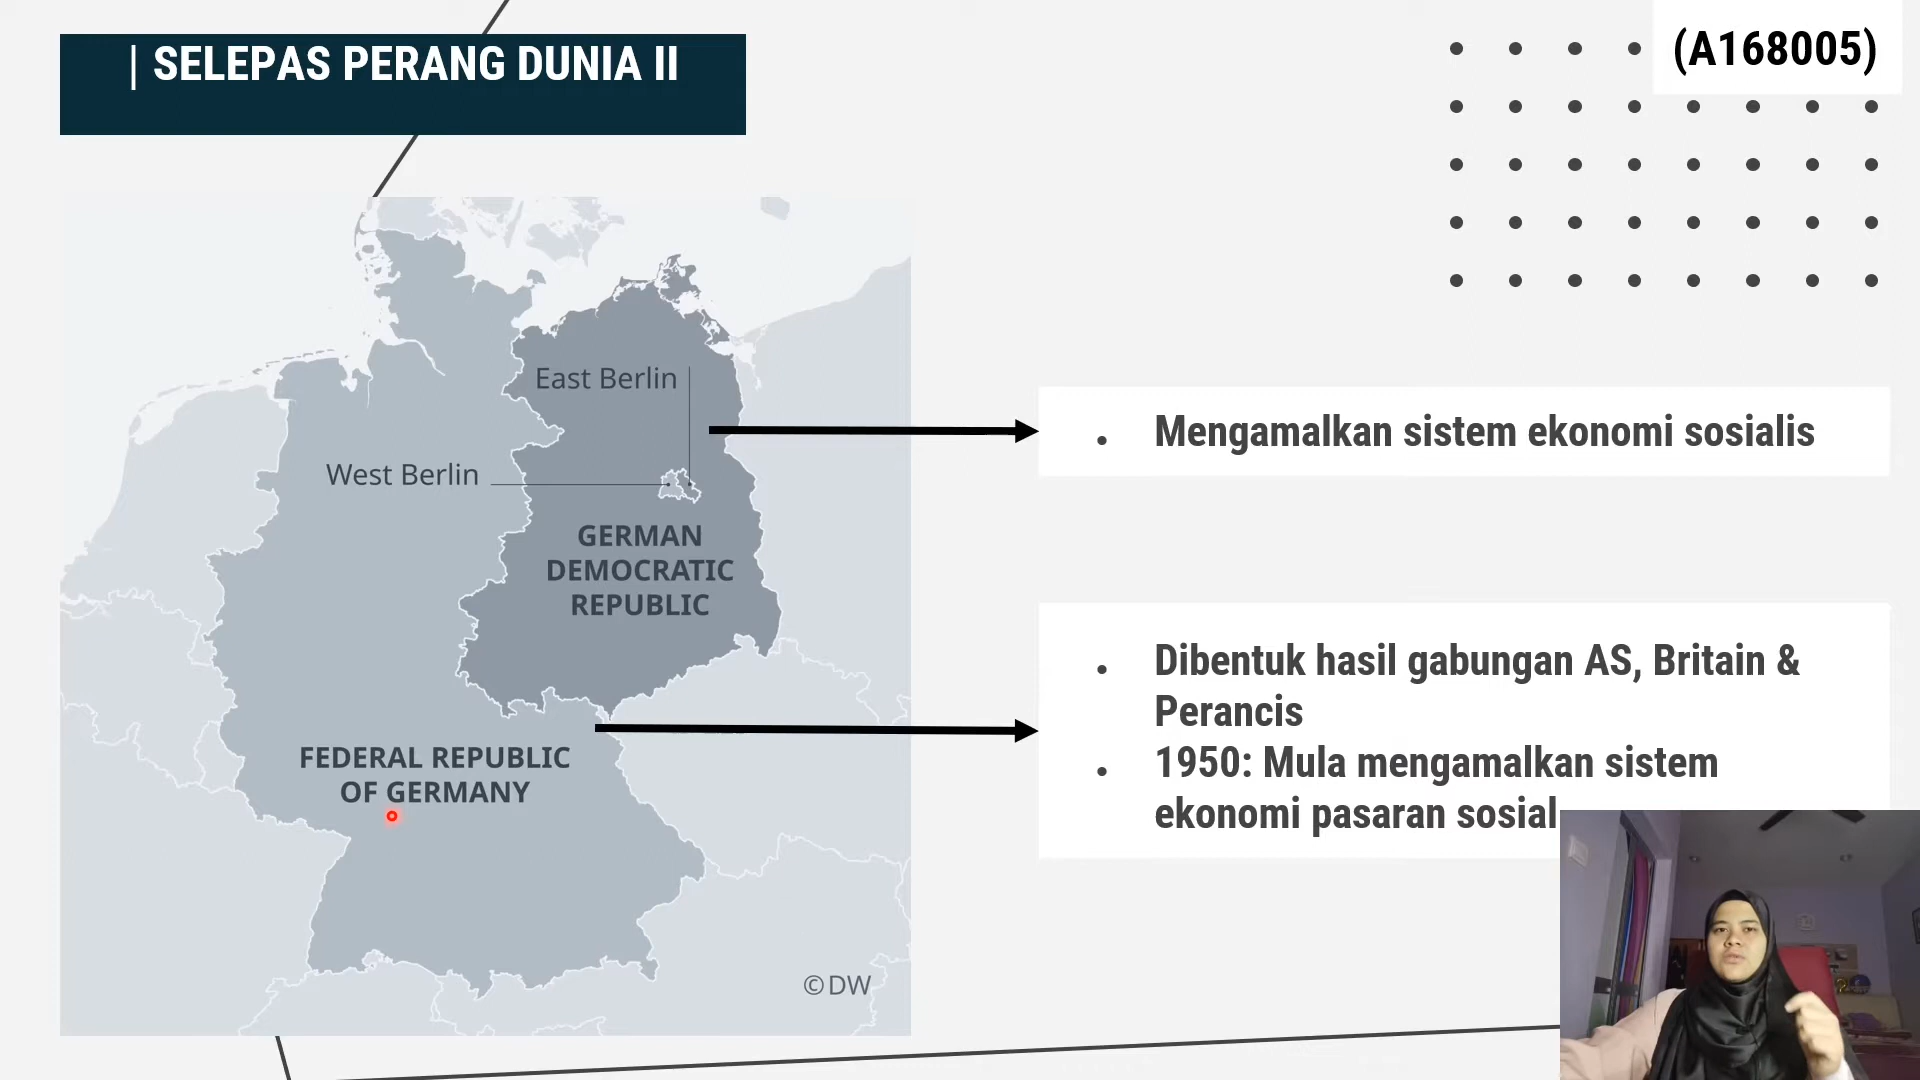 | SELEPAS PERANG DUNIA II
(A168005)
East Berlin
West Berlin
GERMAN
DEMOCRATIC
REPUBLIC
FEDERAL REPUBLIC
OF GERMANY
©DW
• Mengamalkan sistem ekonomi sosialis
• Dibentuk hasil gabungan AS, Britain &
Perancis
• 1950: Mula mengamalkan sistem
ekonomi pasaran sosial